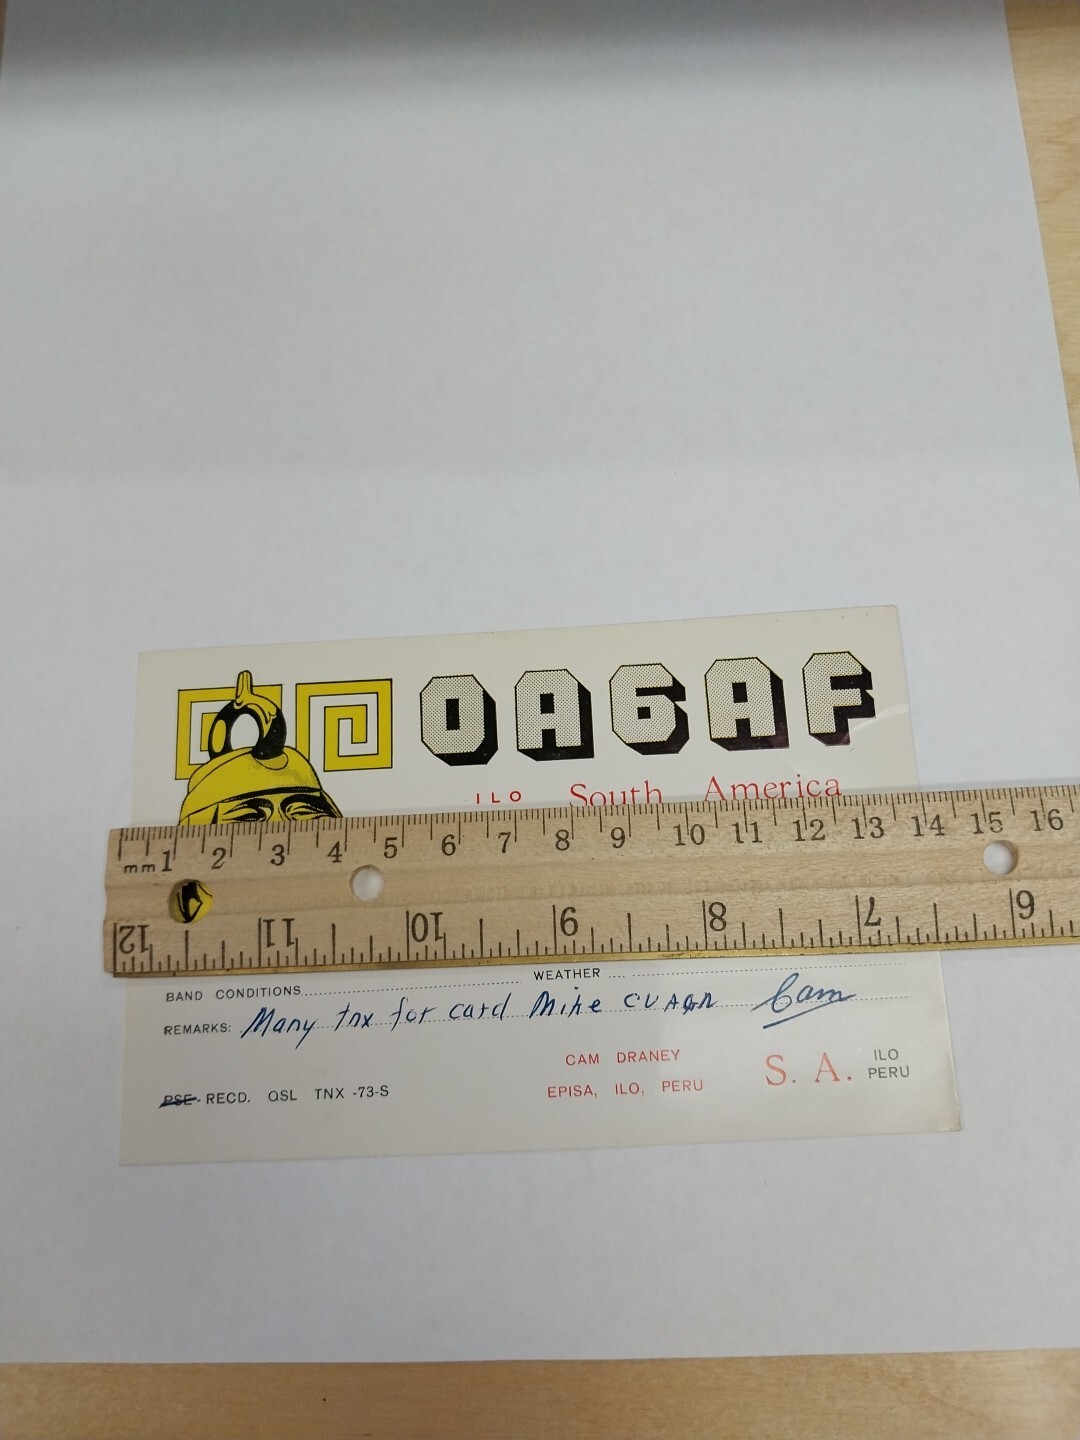 OA6AF
ILO South America
mm 1 2 3 4 5 6 7 8 9 10 11 12 13 14 15 16
12 11 10 9 8 7 6
WEATHER
BAND CONDITIONS
REMARKS: Many tnx for card Mike CUAGN Cam
CAM DRANEY S. A. ILO
PERU
PSE - RECD. QSL TNX -73-S EPISA, ILO, PERU